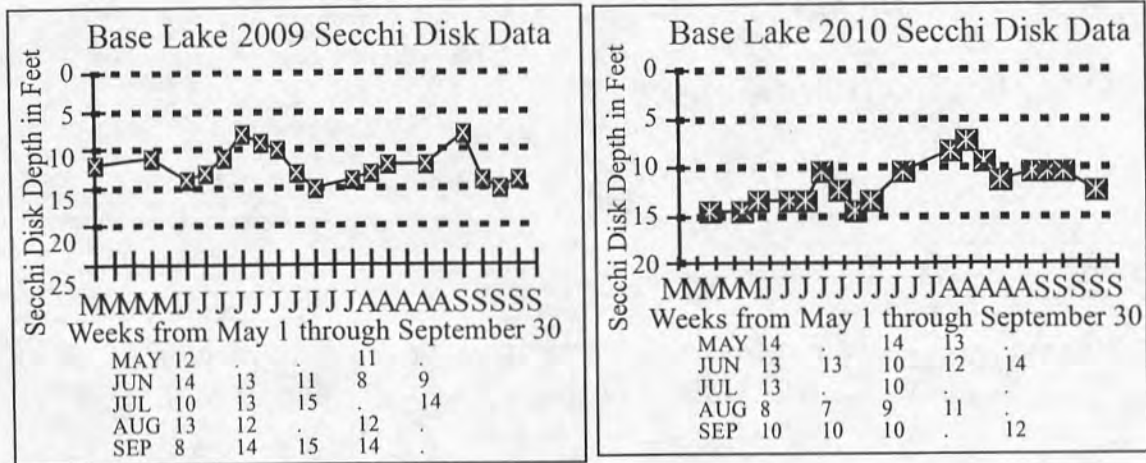 Base Lake 2009 Secchi Disk Data
Secchi Disk Depth in Feet
0
5
10
15
20
25
MMMMMJJJJJJJJJJAAAAASSSSS
Weeks from May 1 through September 30
MAY 12 . . 11 .
JUN 14 13 11 8 9
JUL 10 13 15 . 14
AUG 13 12 . 12 .
SEP 8 14 15 14 .
Base Lake 2010 Secchi Disk Data
Secchi Disk Depth in Feet
0
5
10
15
20
MMMMMJJJJJJJJJJAAAAASSSSS
Weeks from May 1 through September 30
MAY 14 . 14 13 .
JUN 13 13 10 12 14
JUL 13 . 10 . .
AUG 8 7 9 11 .
SEP 10 10 10 . 12